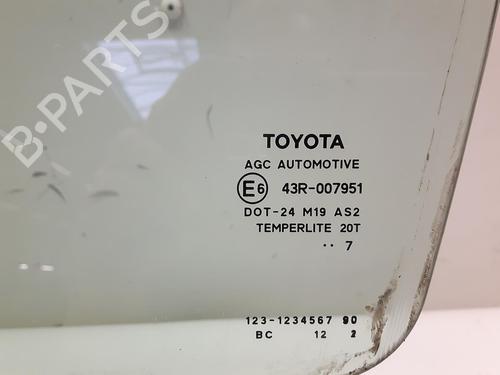 B-PARTS
TOYOTA
AGC AUTOMOTIVE
E6 43R-007951
DOT-24 M19 AS2
TEMPERLITE 20T
·· 7
123-1234567 90
BC 12 2